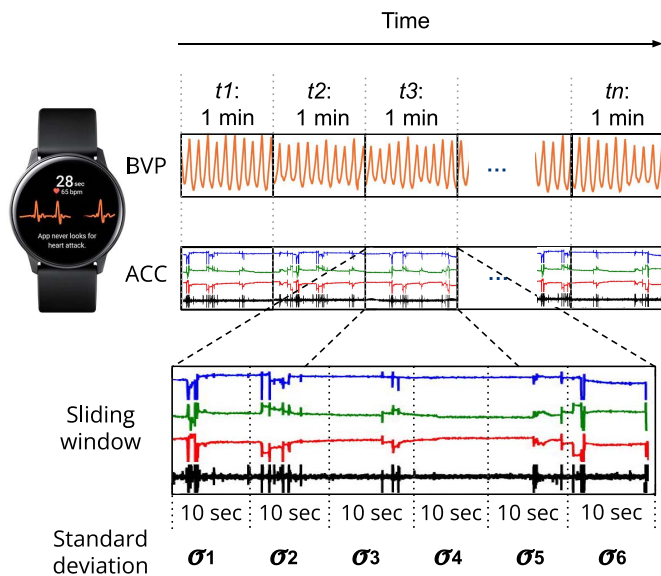 Time
t1: t2: t3: tn:
1 min 1 min 1 min 1 min
BVP
...
28 sec
65 bpm
App never looks for
heart attack.
ACC
...
Sliding
window
10 sec 10 sec 10 sec 10 sec 10 sec 10 sec
Standard
deviation
σ1 σ2 σ3 σ4 σ5 σ6